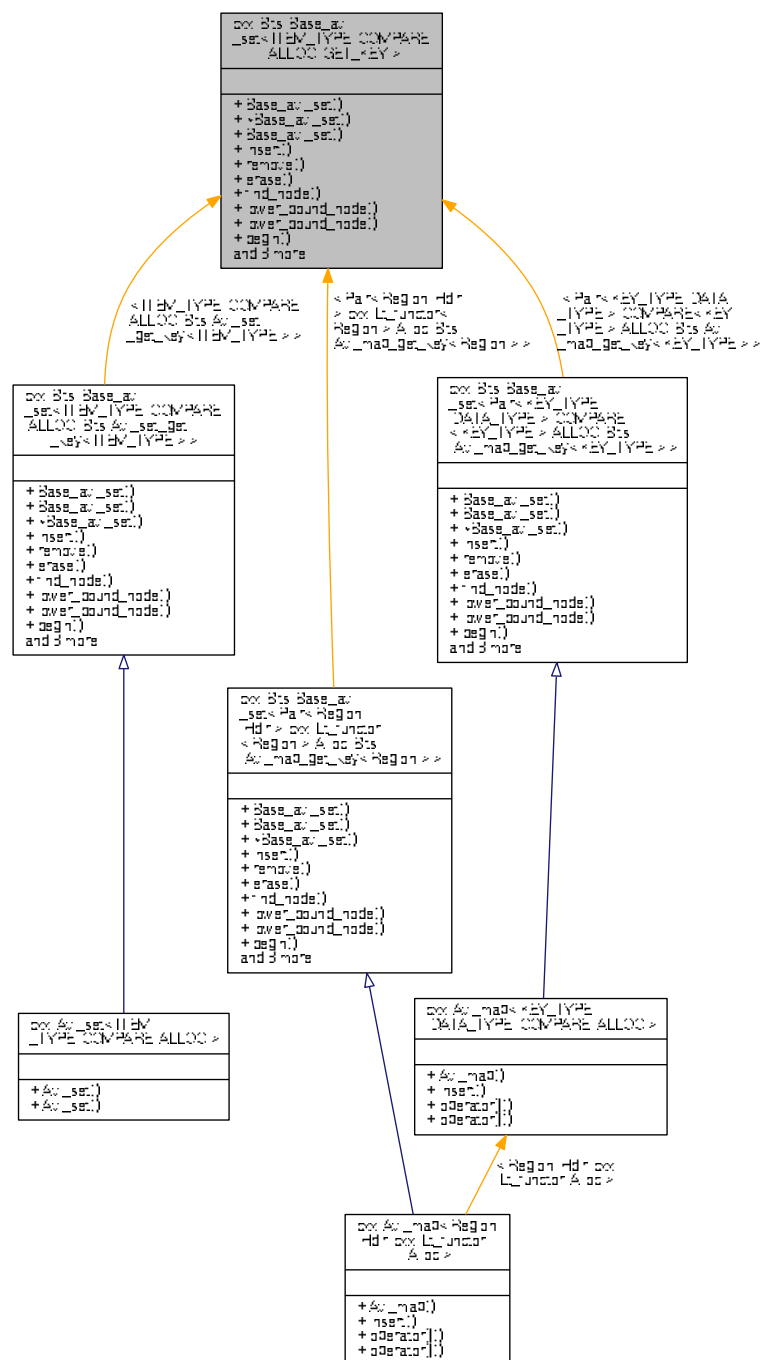 _set< ITEM_TYPE COMPARE
ALLOC GET_KEY >
+ Base_avl_set()
+ ~Base_avl_set()
+ Base_avl_set()
+ insert()
+ remove()
+ erase()
+ find_node()
+ lower_bound_node()
+ lower_bound_node()
+ begin()
and 8 more
< ITEM_TYPE COMPARE
ALLOC Bits Avl_set
_get_key< ITEM_TYPE > >
< Pair< Region Hdlr
> cxx Lt_functor
Region > Alloc Bits
Avl_map_get_key< Region > >
< Pair< KEY_TYPE DATA
_TYPE > COMPARE< KEY
_TYPE > ALLOC Bits Avl
_map_get_key< KEY_TYPE > >
cxx Bits Base_avl
_set< ITEM_TYPE COMPARE
ALLOC Bits Avl_set_get
_key< ITEM_TYPE > >
+ Base_avl_set()
+ Base_avl_set()
+ ~Base_avl_set()
+ insert()
+ remove()
+ erase()
+ find_node()
+ lower_bound_node()
+ lower_bound_node()
+ begin()
and 8 more
cxx Bits Base_avl
_set< Pair< KEY_TYPE
DATA_TYPE > COMPARE
< KEY_TYPE > ALLOC Bits
Avl_map_get_key< KEY_TYPE > >
+ Base_avl_set()
+ Base_avl_set()
+ ~Base_avl_set()
+ insert()
+ remove()
+ erase()
+ find_node()
+ lower_bound_node()
+ lower_bound_node()
+ begin()
and 8 more
cxx Bits Base_avl
_set< Pair< Region
Hdlr > cxx Lt_functor
< Region > Alloc Bits
Avl_map_get_key< Region > >
+ Base_avl_set()
+ Base_avl_set()
+ ~Base_avl_set()
+ insert()
+ remove()
+ erase()
+ find_node()
+ lower_bound_node()
+ lower_bound_node()
+ begin()
and 8 more
cxx Avl_set< ITEM
_TYPE COMPARE ALLOC >
+ Avl_set()
+ Avl_set()
cxx Avl_map< KEY_TYPE
DATA_TYPE COMPARE ALLOC >
+ Avl_map()
+ insert()
+ operator[]()
+ operator[]()
< Region Hdlr cxx
Lt_functor Alloc >
cxx Avl_map< Region
Hdlr cxx Lt_functor
Alloc >
+ Avl_map()
+ insert()
+ operator[]()
+ operator[]()